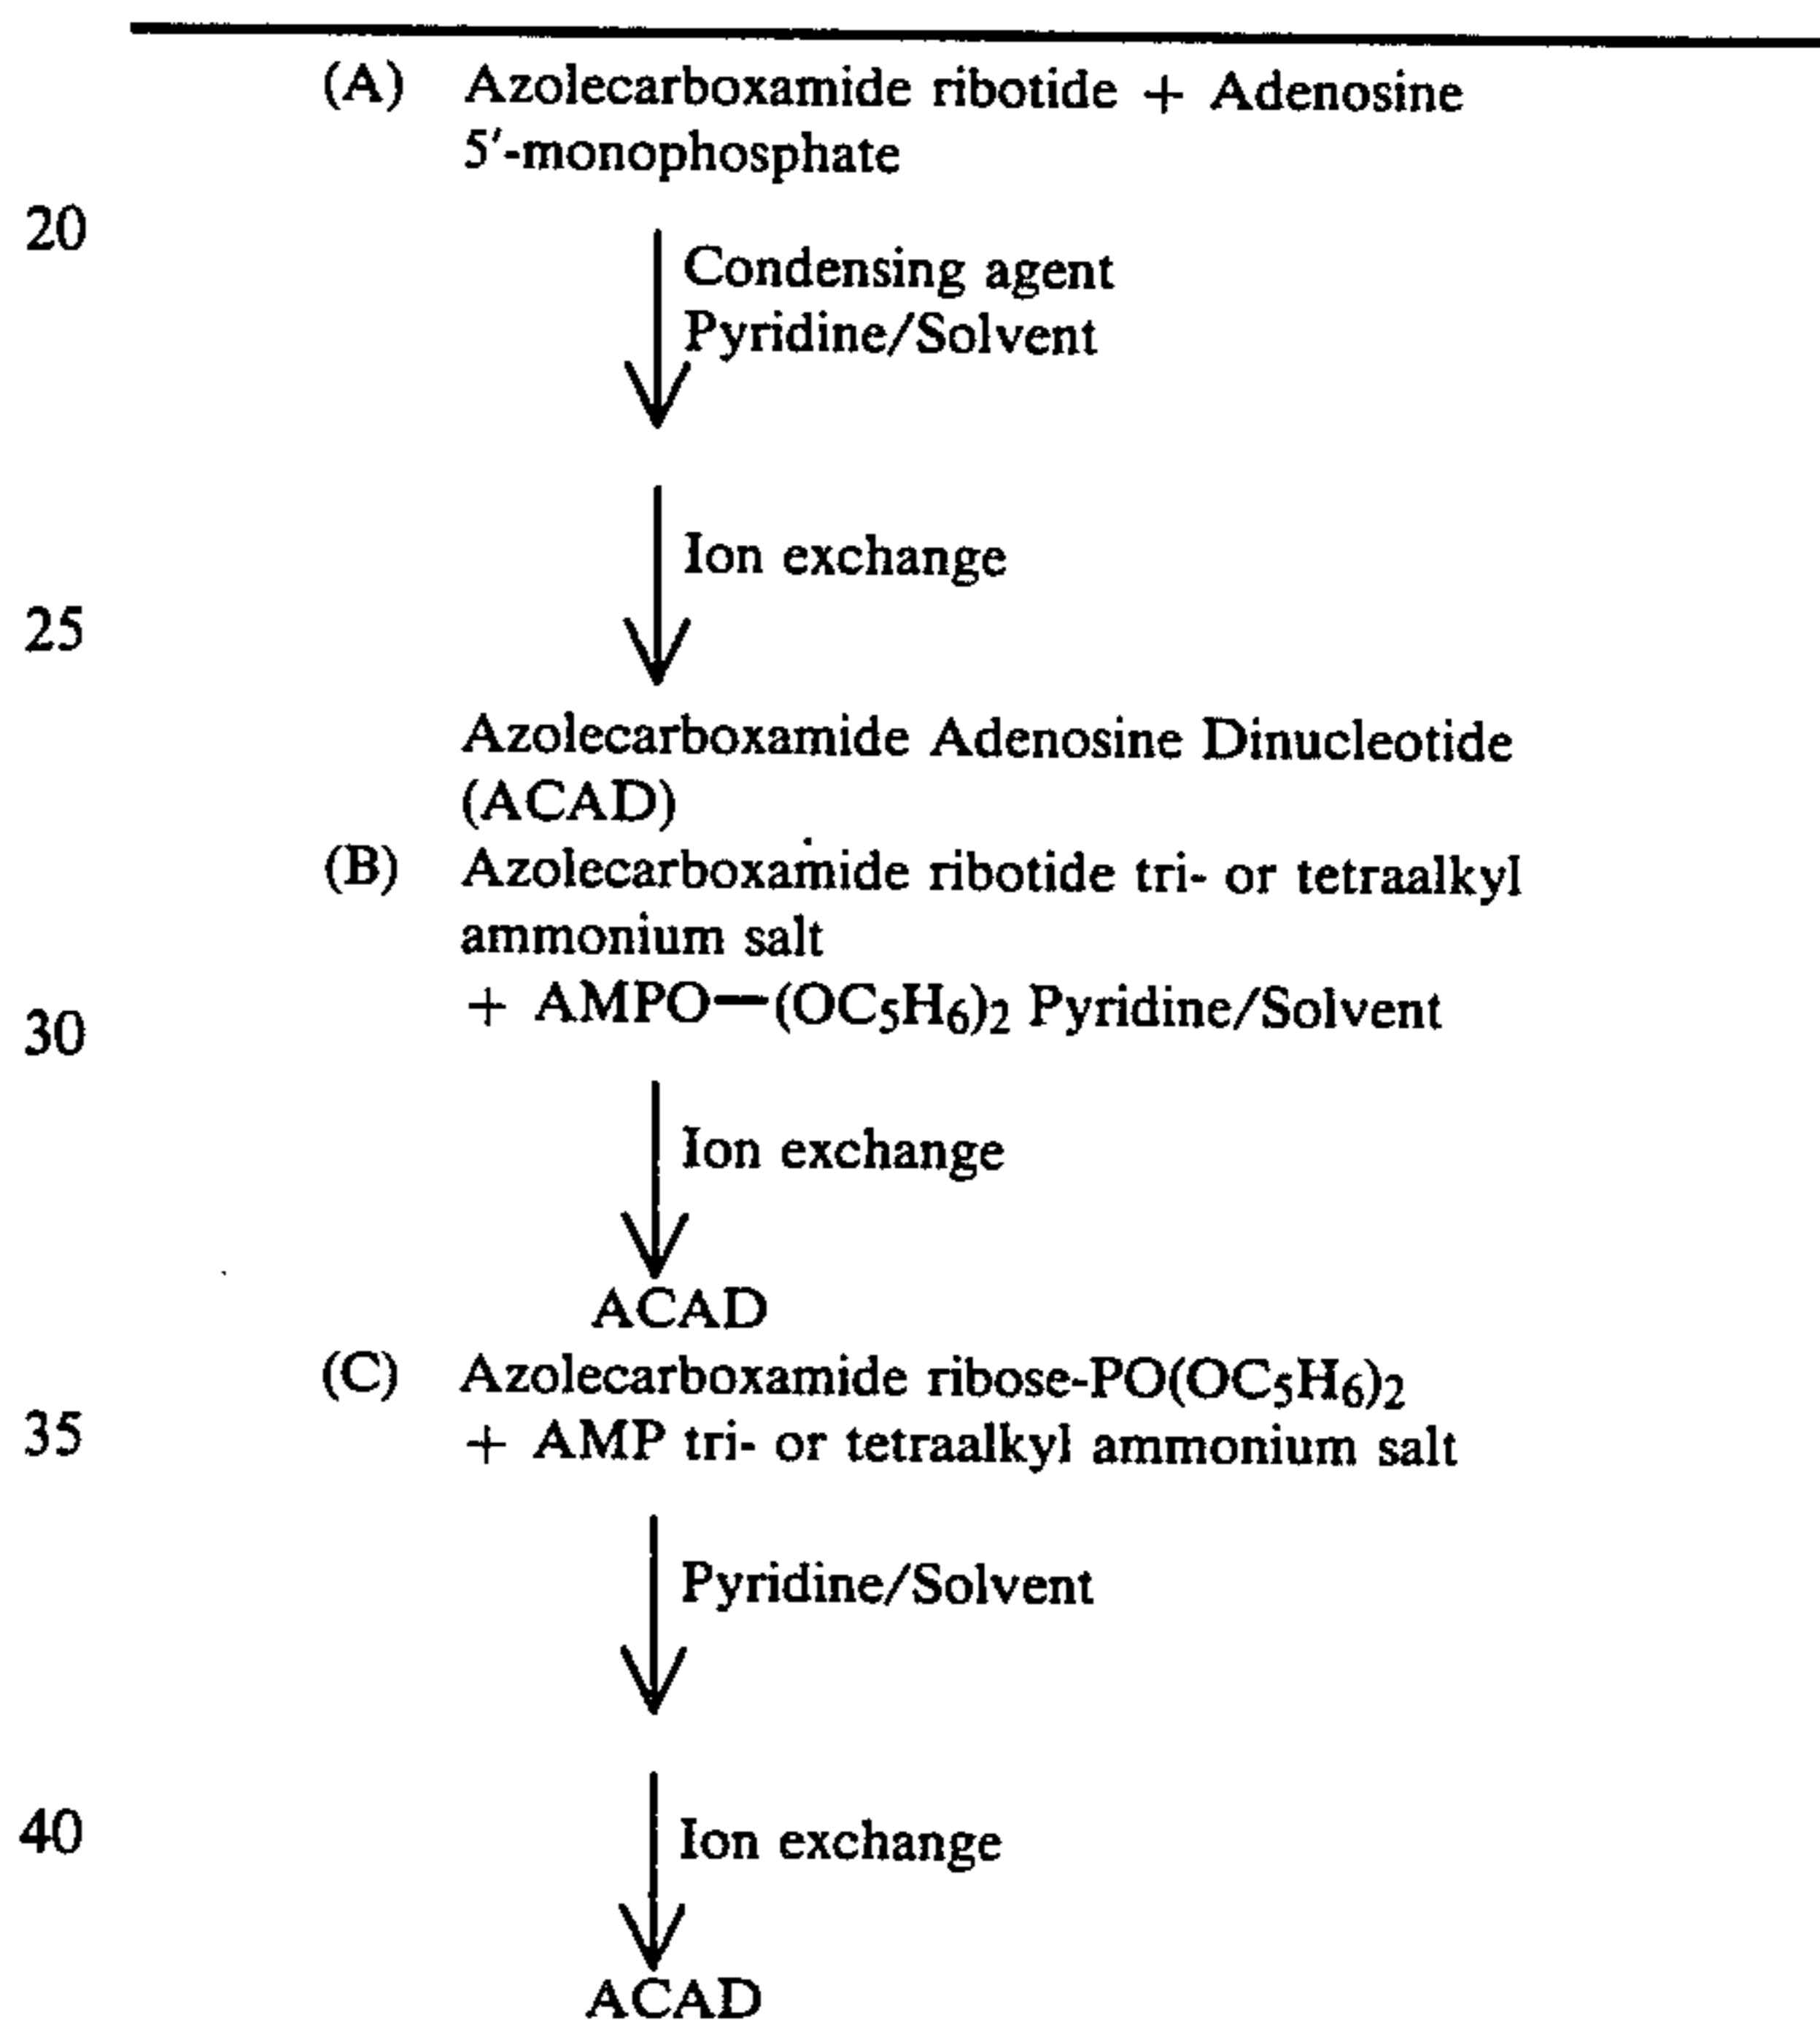 (A) Azolecarboxamide ribotide + Adenosine
5'-monophosphate
20
Condensing agent
Pyridine/Solvent
Ion exchange
25
Azolecarboxamide Adenosine Dinucleotide
(ACAD)
(B) Azolecarboxamide ribotide tri- or tetraalkyl
ammonium salt
30 + AMPO—(OC₅H₆)₂ Pyridine/Solvent
Ion exchange
ACAD
(C) Azolecarboxamide ribose-PO(OC₅H₆)₂
35 + AMP tri- or tetraalkyl ammonium salt
Pyridine/Solvent
40 Ion exchange
ACAD